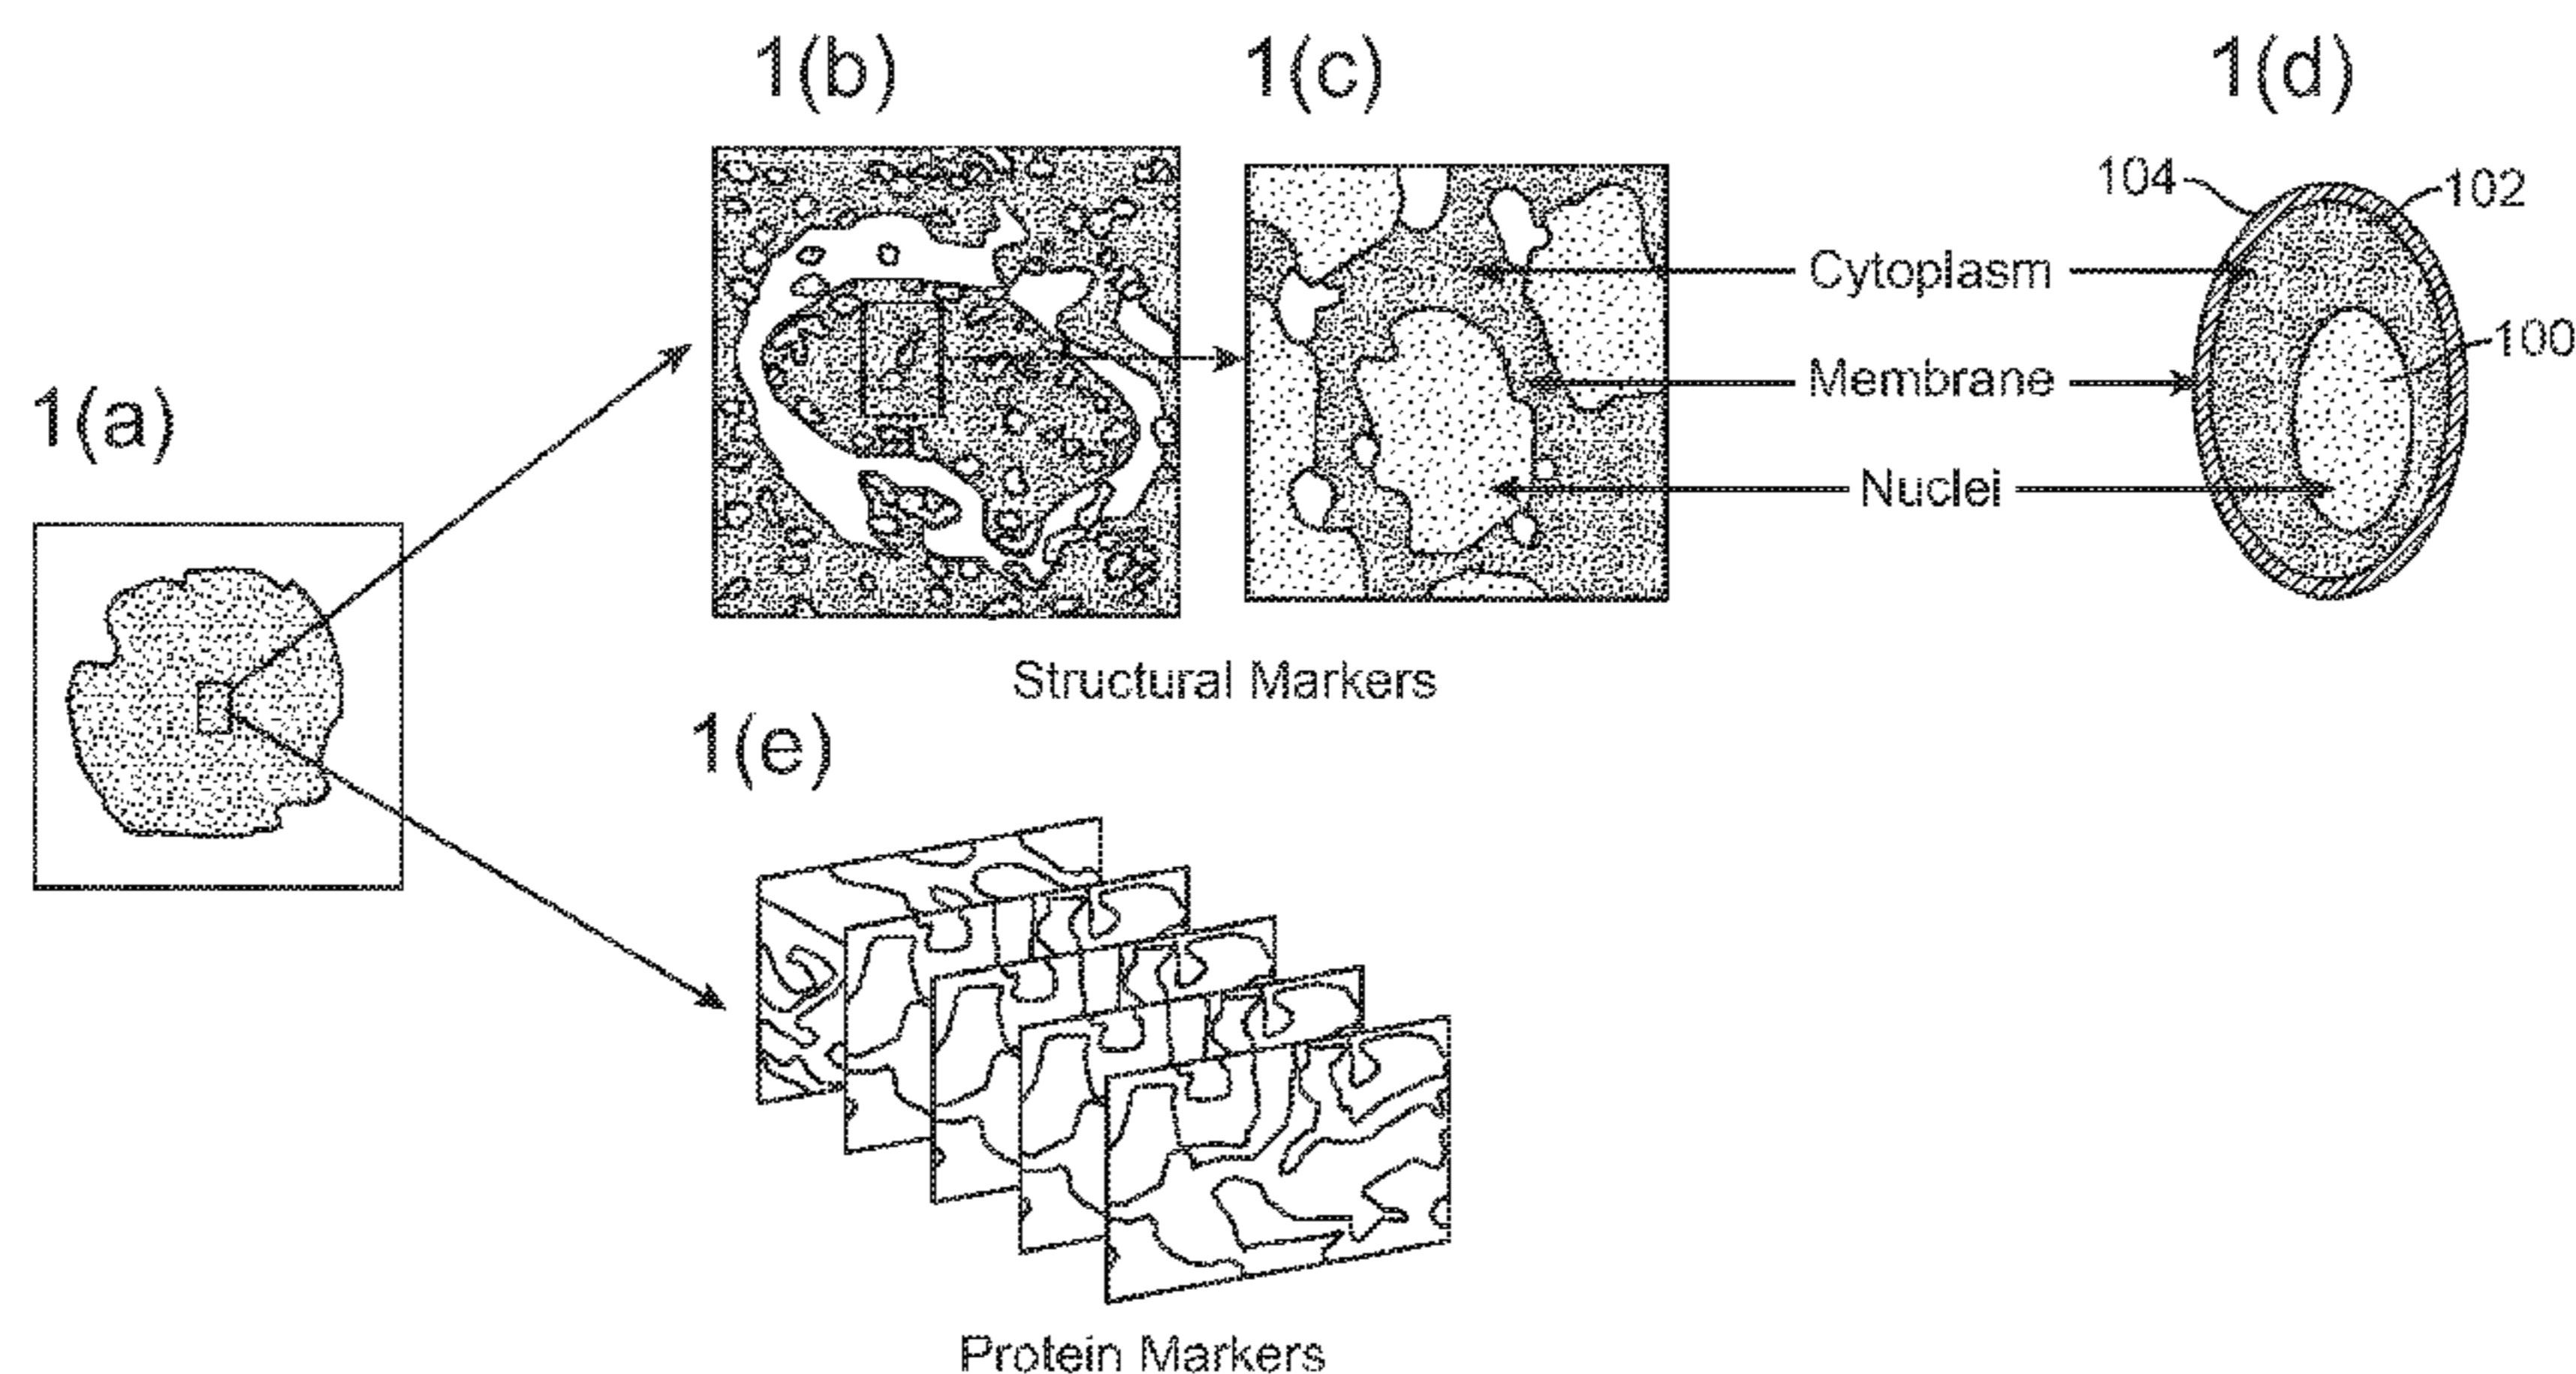 1(a)
1(b)
1(c)
1(d)
104
102
Cytoplasm
100
Membrane
Nuclei
Structural Markers
1(e)
Protein Markers